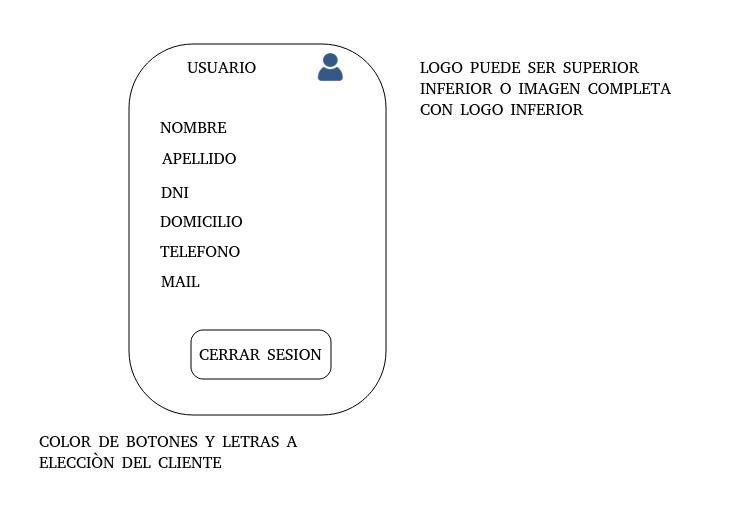 USUARIO
LOGO PUEDE SER SUPERIOR
INFERIOR O IMAGEN COMPLETA
CON LOGO INFERIOR
NOMBRE
APELLIDO
DNI
DOMICILIO
TELEFONO
MAIL
CERRAR SESION
COLOR DE BOTONES Y LETRAS A
ELECCIÒN DEL CLIENTE